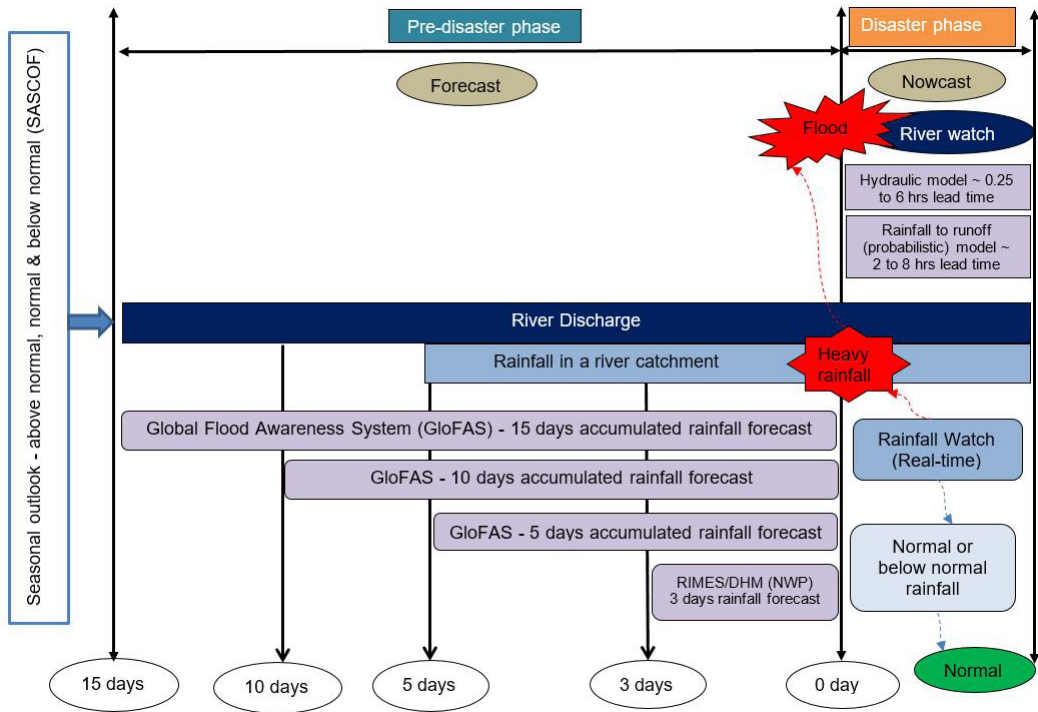 Pre-disaster phase
Disaster phase
Forecast
Nowcast
Flood
River watch
Hydraulic model ~ 0.25
to 6 hrs lead time
Rainfall to runoff
(probabilistic) model ~
2 to 8 hrs lead time
Seasonal outlook - above normal, normal & below normal (SASCOF)
River Discharge
Rainfall in a river catchment
Heavy
rainfall
Global Flood Awareness System (GloFAS) - 15 days accumulated rainfall forecast
Rainfall Watch
(Real-time)
GloFAS - 10 days accumulated rainfall forecast
GloFAS - 5 days accumulated rainfall forecast
Normal or
below normal
rainfall
RIMES/DHM (NWP)
3 days rainfall forecast
15 days
10 days
5 days
3 days
0 day
Normal